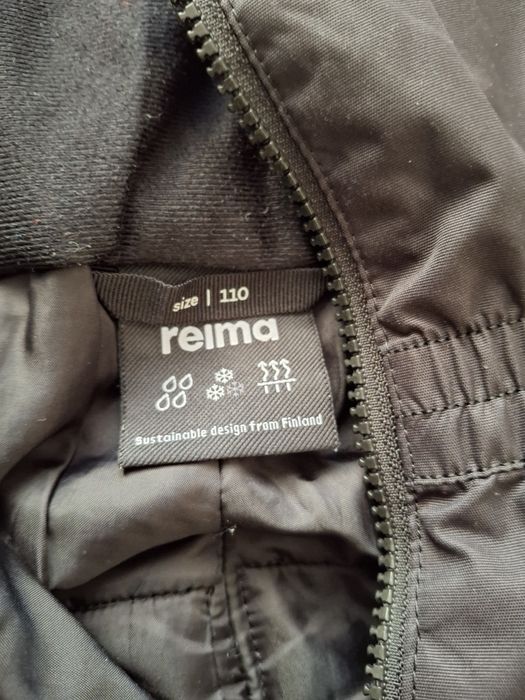 size | 110
reima
Sustainable design from Finland